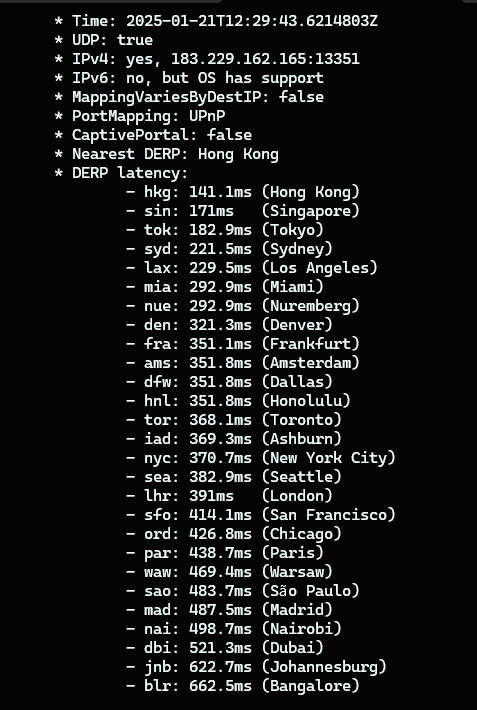 * Time: 2025-01-21T12:29:43.6214803Z
* UDP: true
* IPv4: yes, 183.229.162.165:13351
* IPv6: no, but OS has support
* MappingVariesByDestIP: false
* PortMapping: UPnP
* CaptivePortal: false
* Nearest DERP: Hong Kong
* DERP latency:
- hkg: 141.1ms (Hong Kong)
- sin: 171ms (Singapore)
- tok: 182.9ms (Tokyo)
- syd: 221.5ms (Sydney)
- lax: 229.5ms (Los Angeles)
- mia: 292.9ms (Miami)
- nue: 292.9ms (Nuremberg)
- den: 321.3ms (Denver)
- fra: 351.1ms (Frankfurt)
- ams: 351.8ms (Amsterdam)
- dfw: 351.8ms (Dallas)
- hnl: 351.8ms (Honolulu)
- tor: 368.1ms (Toronto)
- iad: 369.3ms (Ashburn)
- nyc: 370.7ms (New York City)
- sea: 382.9ms (Seattle)
- lhr: 391ms (London)
- sfo: 414.1ms (San Francisco)
- ord: 426.8ms (Chicago)
- par: 438.7ms (Paris)
- waw: 469.4ms (Warsaw)
- sao: 483.7ms (São Paulo)
- mad: 487.5ms (Madrid)
- nai: 498.7ms (Nairobi)
- dbi: 521.3ms (Dubai)
- jnb: 622.7ms (Johannesburg)
- blr: 662.5ms (Bangalore)